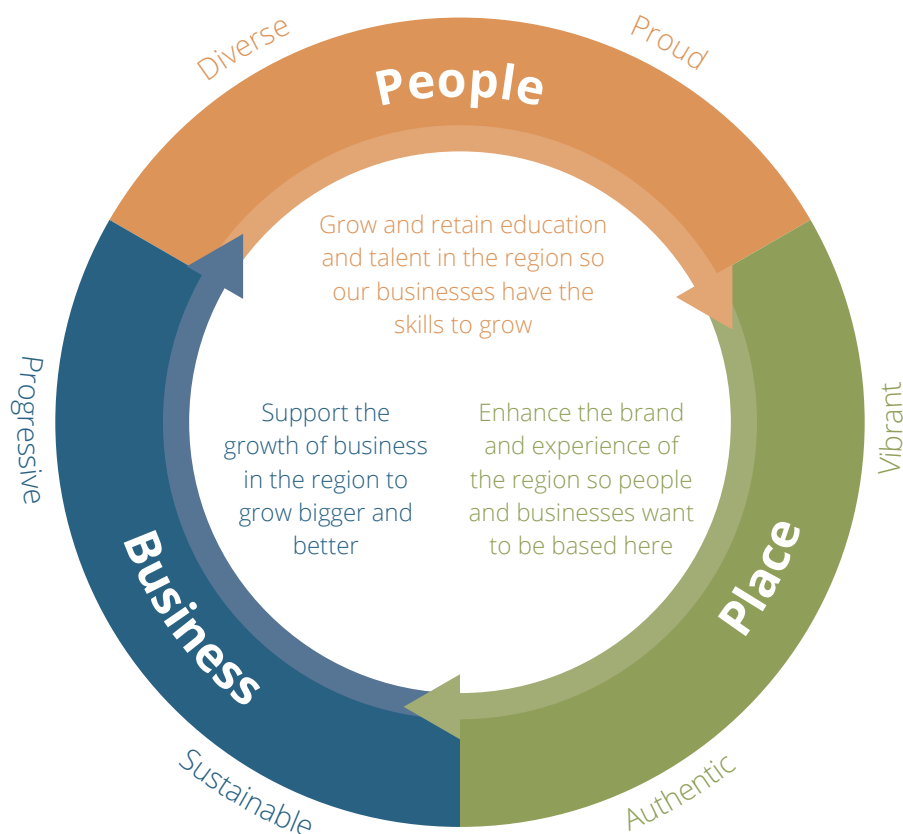 Diverse
Proud
People
Grow and retain education
and talent in the region so
our businesses have the
skills to grow
Progressive
Vibrant
Support the
growth of business
in the region to
grow bigger and
better
Enhance the brand
and experience of
the region so people
and businesses want
to be based here
Business
Place
Sustainable
Authentic